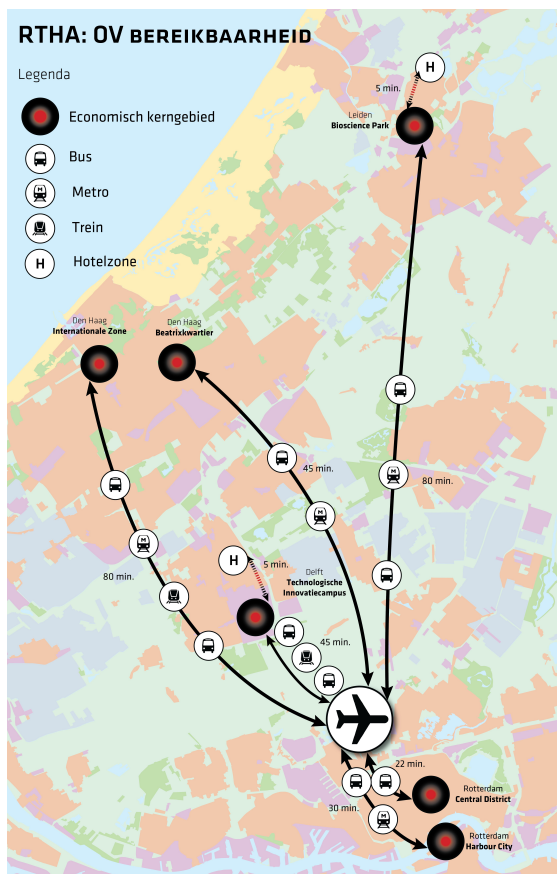 RTHA: OV BEREIKBAARHEID
Legenda
Economisch kerngebied
Bus
M
Metro
Trein
H
Hotelzone
H
5 min.
Leiden
Bioscience Park
Den Haag
Internationale Zone
Den Haag
Beatrixkwartier
45 min.
M
80 min.
M
M
80 min.
H
5 min.
Delft
Technologische
Innovatiecampus
45 min.
22 min.
30 min.
M
Rotterdam
Central District
Rotterdam
Harbour City